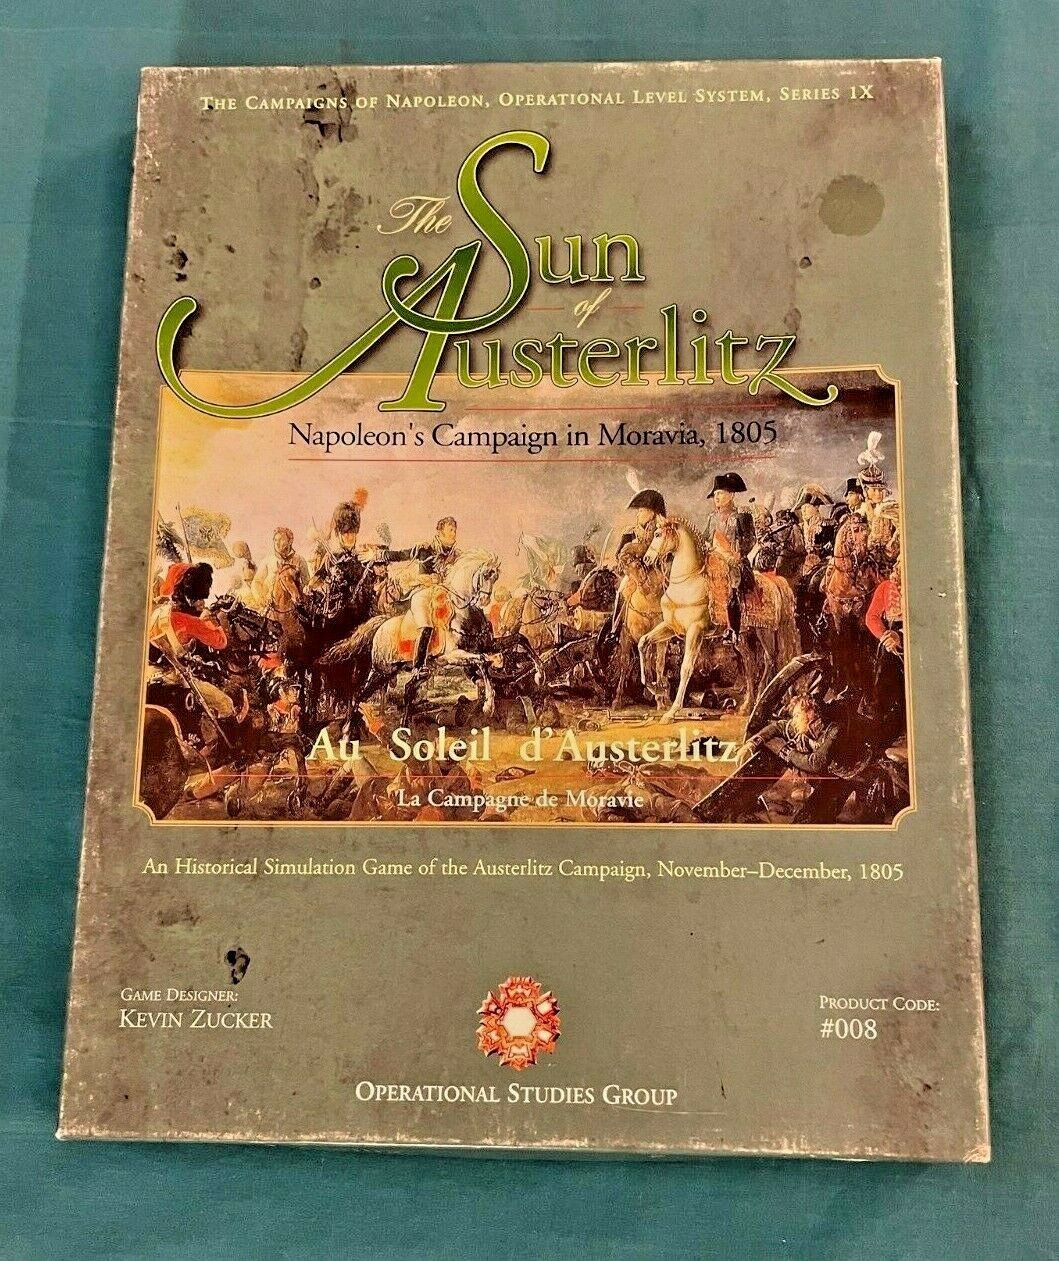 The Campaigns of Napoleon, Operational Level System, Series 1X
The Sun
of
Austerlitz
Napoleon's Campaign in Moravia, 1805
Au Soleil d'Austerlitz
La Campagne de Moravie
An Historical Simulation Game of the Austerlitz Campaign, November–December, 1805
Game Designer:
Kevin Zucker
Product Code:
#008
Operational Studies Group